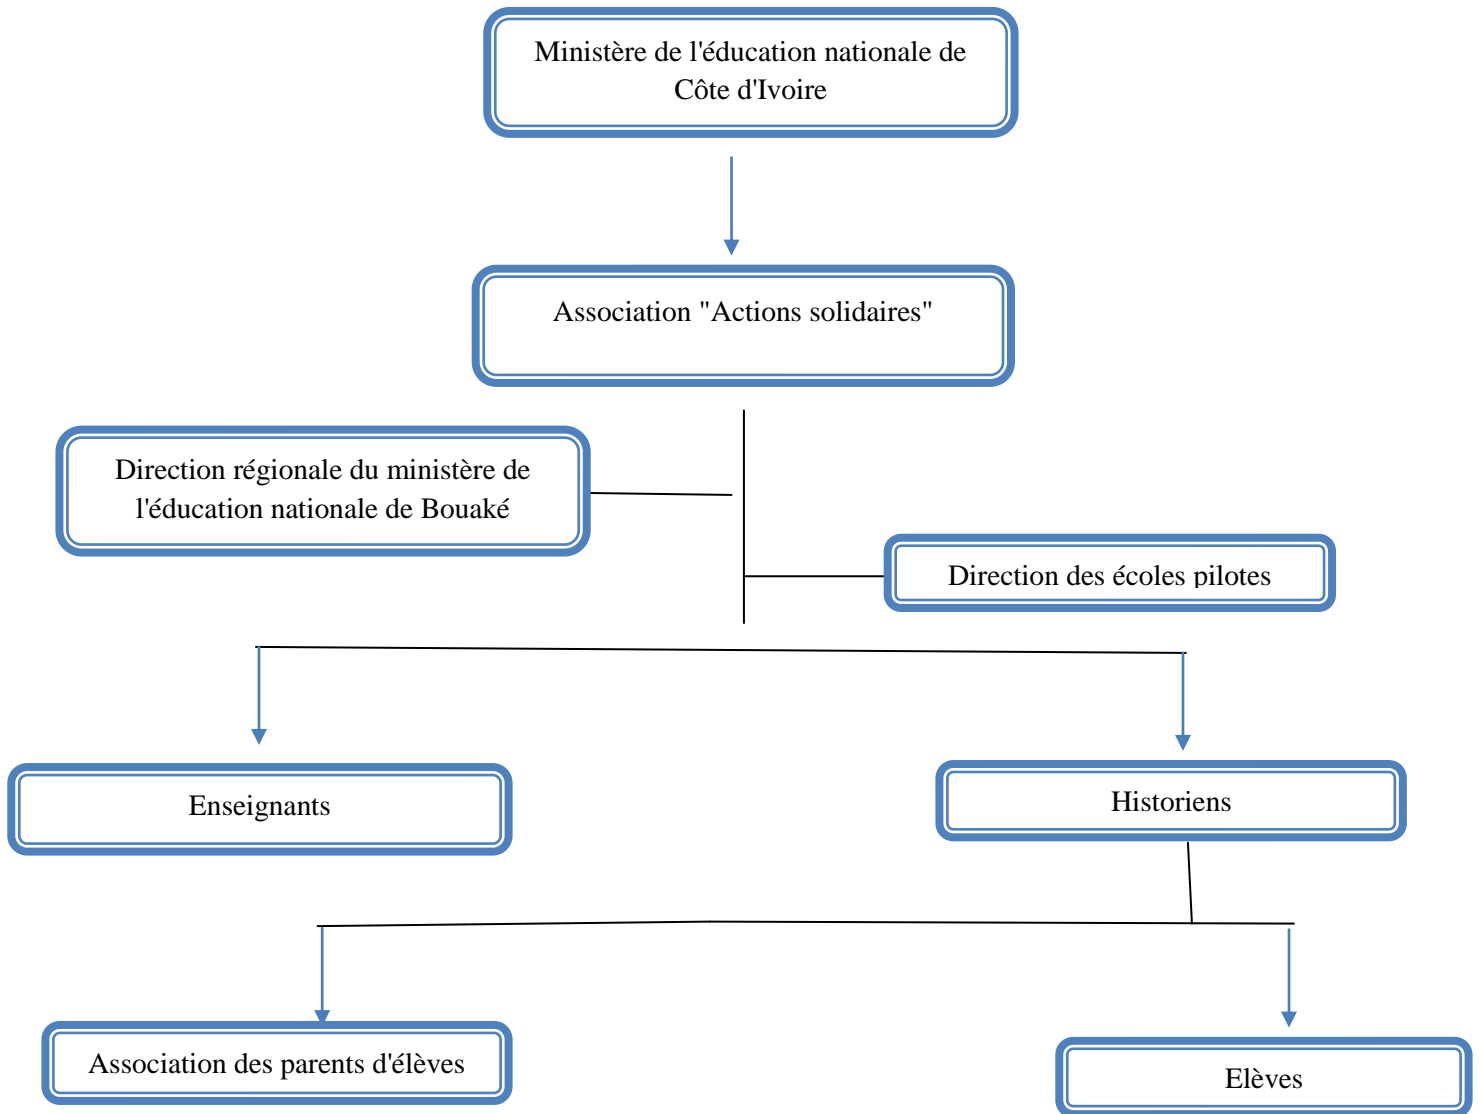 Ministère de l'éducation nationale de
Côte d'Ivoire
Association "Actions solidaires"
Direction régionale du ministère de
l'éducation nationale de Bouaké
Direction des écoles pilotes
Enseignants
Historiens
Association des parents d'élèves
Elèves